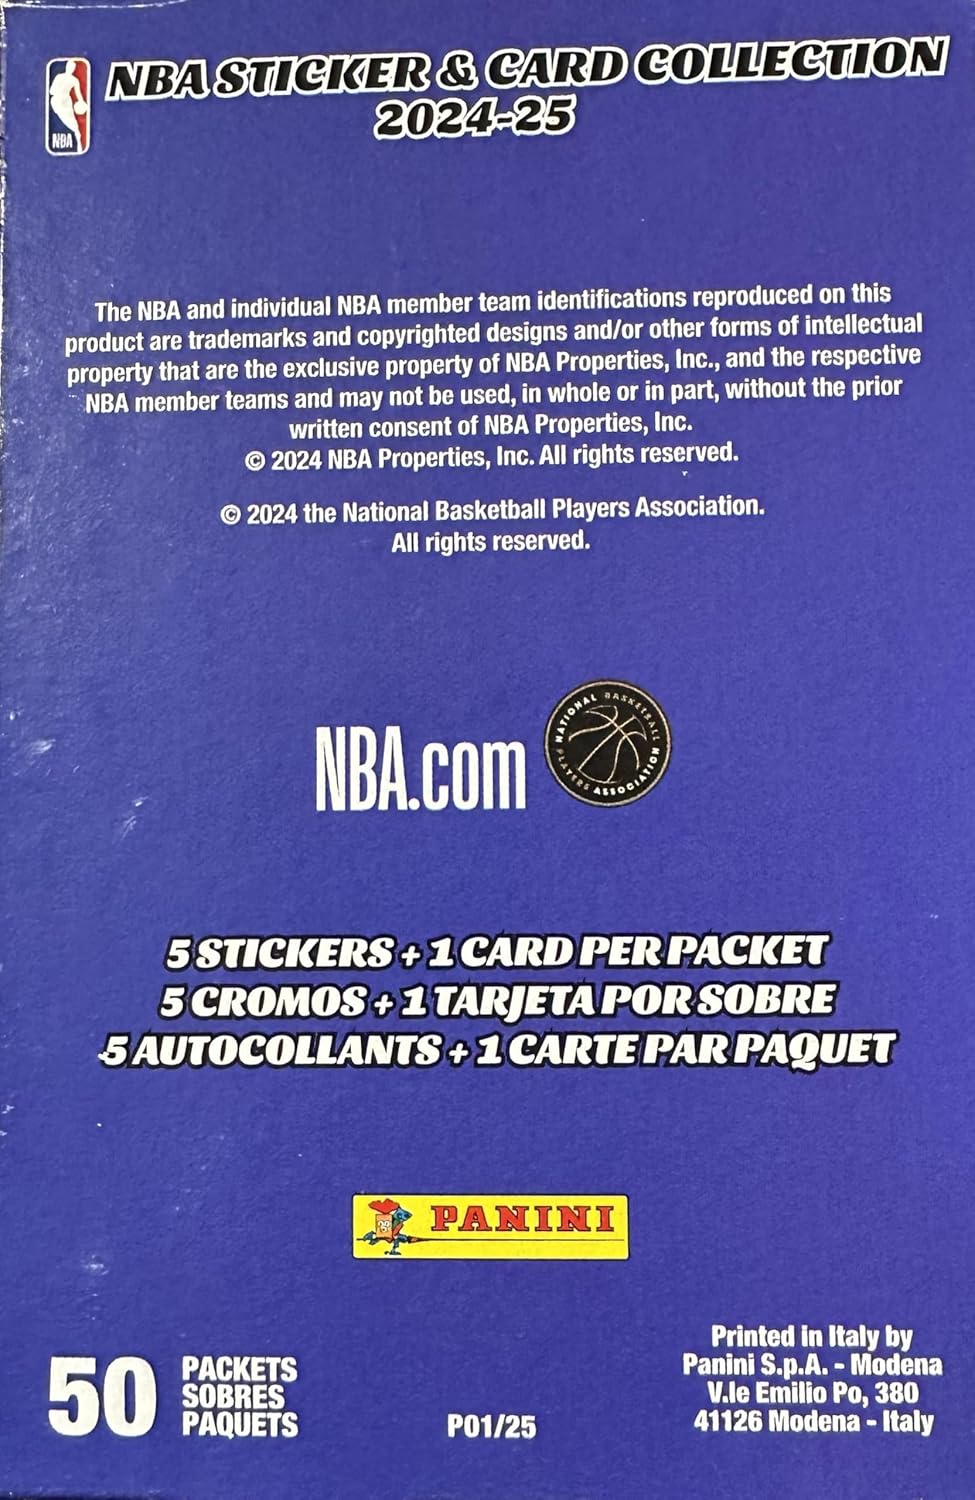 NBA STICKER & CARD COLLECTION
2024-25
NBA
The NBA and individual NBA member team identifications reproduced on this
product are trademarks and copyrighted designs and/or other forms of intellectual
property that are the exclusive property of NBA Properties, Inc., and the respective
NBA member teams and may not be used, in whole or in part, without the prior
written consent of NBA Properties, Inc.
© 2024 NBA Properties, Inc. All rights reserved.
© 2024 the National Basketball Players Association.
All rights reserved.
NBA.com
NATIONAL BASKETBALL
PLAYERS ASSOCIATION
5 STICKERS + 1 CARD PER PACKET
5 CROMOS + 1 TARJETA POR SOBRE
5 AUTOCOLLANTS + 1 CARTE PAR PAQUET
PANINI
50
PACKETS
SOBRES
PAQUETS
P01/25
Printed in Italy by
Panini S.p.A. - Modena
V.le Emilio Po, 380
41126 Modena - Italy